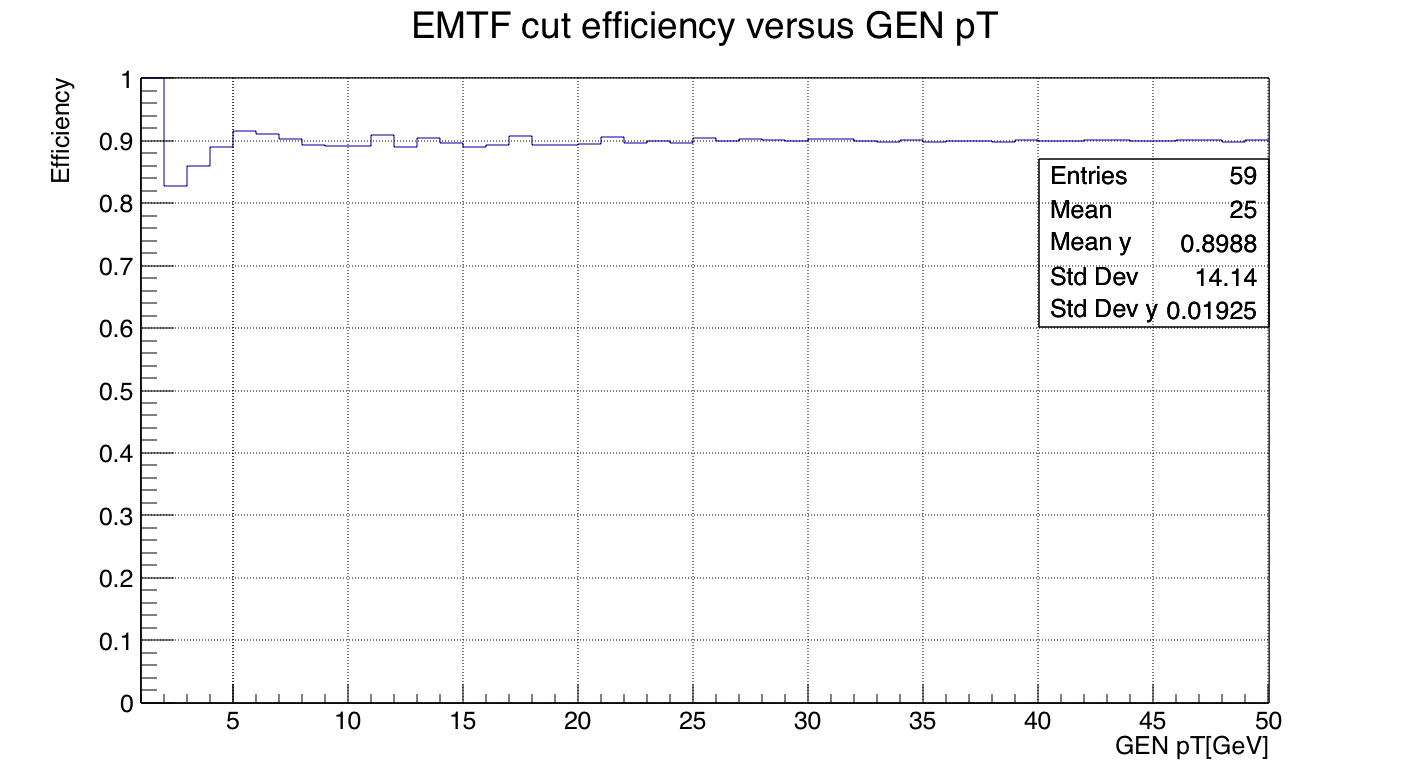 EMTF cut efficiency versus GEN pT
Efficiency
1
0.9
0.8
0.7
0.6
0.5
0.4
0.3
0.2
0.1
0
Entries 59
Mean 25
Mean y 0.8988
Std Dev 14.14
Std Dev y 0.01925
5 10 15 20 25 30 35 40 45 50
GEN pT[GeV]